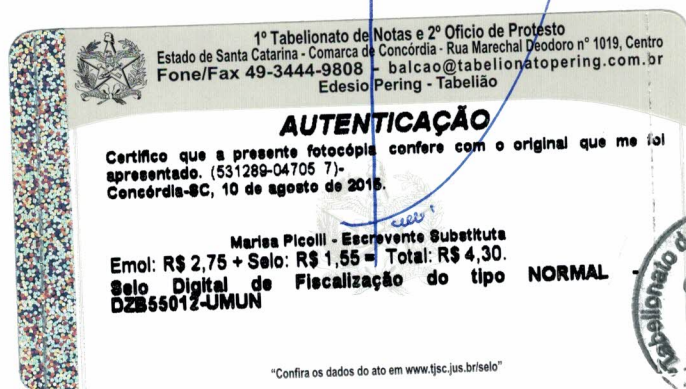 1º Tabelionato de Notas e 2º Ofício de Protesto
Estado de Santa Catarina - Comarca de Concórdia - Rua Marechal Deodoro n° 1019, Centro
Fone/Fax 49-3444-9808 - balcao@tabelionatopering.com.br
Edesio Pering - Tabelião
AUTENTICAÇÃO
Certifico que a presente fotocópia confere com o original que me foi
apresentado. (531289-04705 7)-
Concórdia-SC, 10 de agosto de 2015.
Marisa Picolli - Escrevente Substituta
Emol: R$ 2,75 + Selo: R$ 1,55 = Total: R$ 4,30.
Selo Digital de Fiscalização do tipo NORMAL -
DZB55012-UMUN
"Confira os dados do ato em www.tjsc.jus.br/selo"
Tabelionato